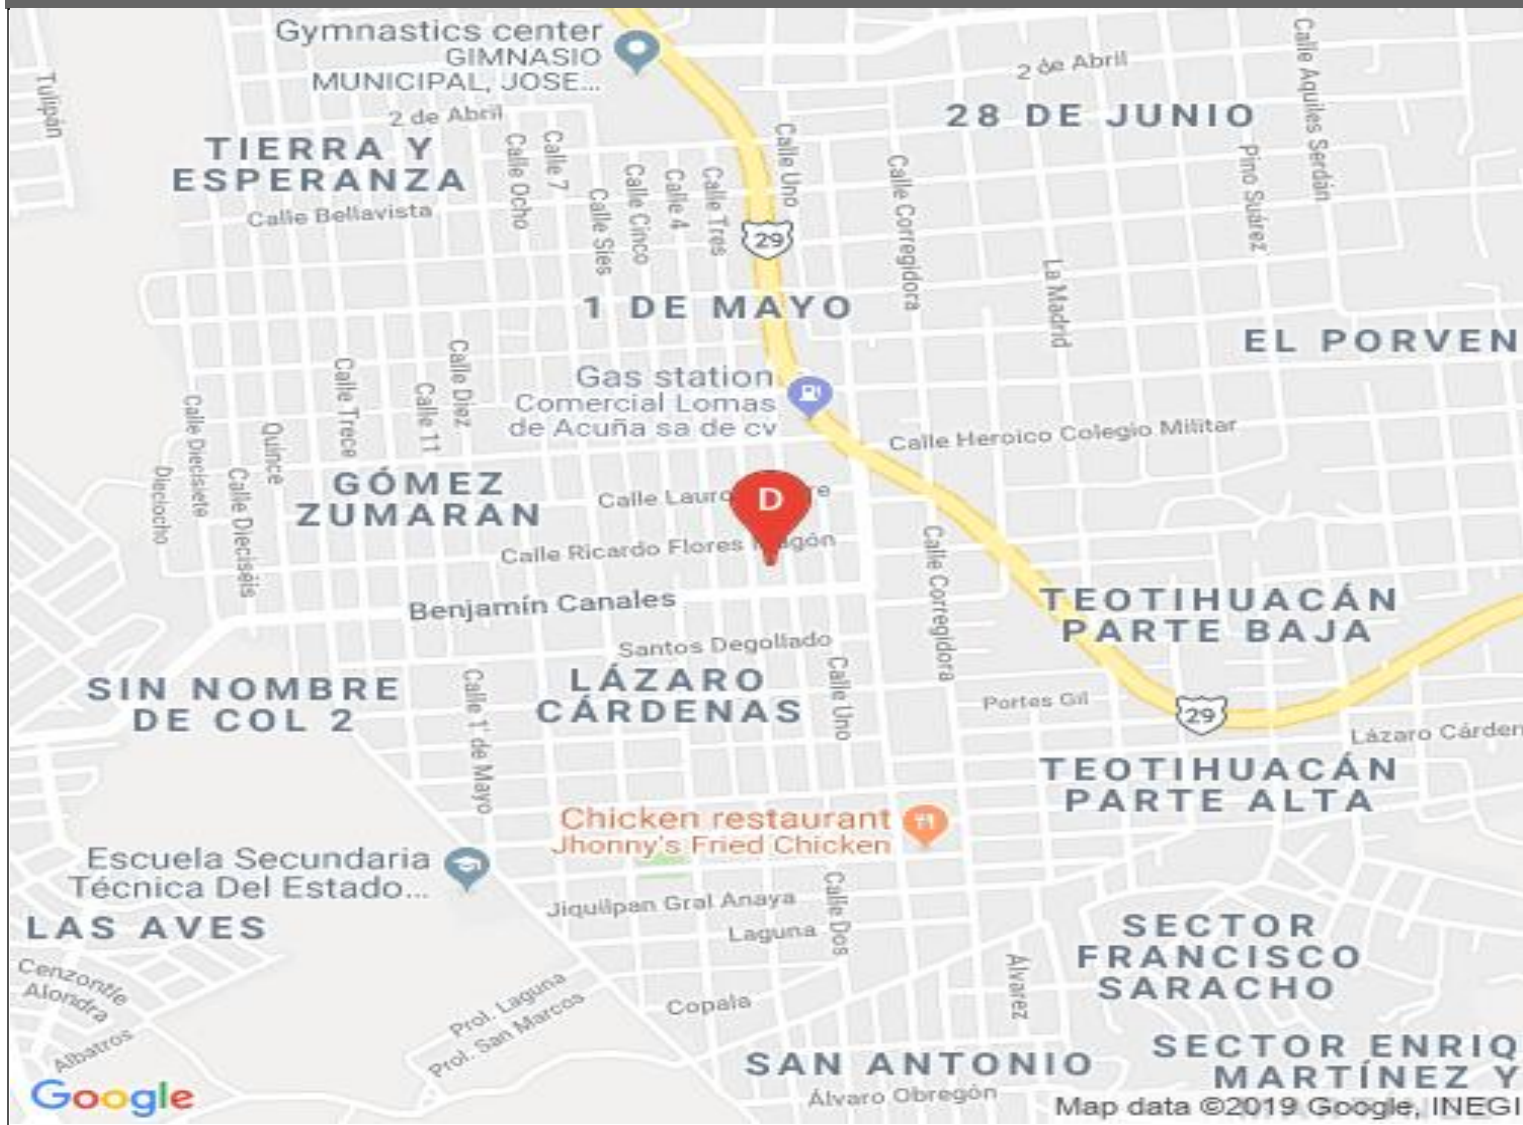 Gymnastics center
GIMNASIO
MUNICIPAL, JOSE...
2 de Abril
2 de Abril
28 DE JUNIO
Calle Aquiles Serdán
Tulipán
TIERRA Y
ESPERANZA
Calle Ocho
Calle 7
Calle Sies
Calle Cinco
Calle 4
Calle Tres
Calle Uno
Calle Corregidora
Pino Suárez
Calle Bellavista
29
La Madrid
1 DE MAYO
EL PORVEN
Gas station
Comercial Lomas
de Acuña sa de cv
Calle Trece
Calle 11
Calle Diez
Calle Heroico Colegio Militar
Calle Diecisiete
Quince
Dieciocho
Calle Dieciséis
GÓMEZ
ZUMARAN
Calle Lauro
re
D
Calle Ricardo Flores
agón
Calle Corregidora
Benjamín Canales
TEOTIHUACÁN
PARTE BAJA
Santos Degollado
SIN NOMBRE
DE COL 2
LÁZARO
CÁRDENAS
Calle Uno
Calle 1° de Mayo
Portes Gil
29
Lázaro Cárden
TEOTIHUACÁN
PARTE ALTA
Chicken restaurant
Jhonny's Fried Chicken
Escuela Secundaria
Técnica Del Estado...
Jiquilpan Gral Anaya
Calle Dos
LAS AVES
Laguna
SECTOR
FRANCISCO
SARACHO
Cenzontle
Alondra
Albatros
Prol. Laguna
Prol. San Marcos
Copala
Álvarez
SAN ANTONIO
SECTOR ENRIQ
MARTÍNEZ Y
Álvaro Obregón
Google
Map data ©2019 Google, INEGI